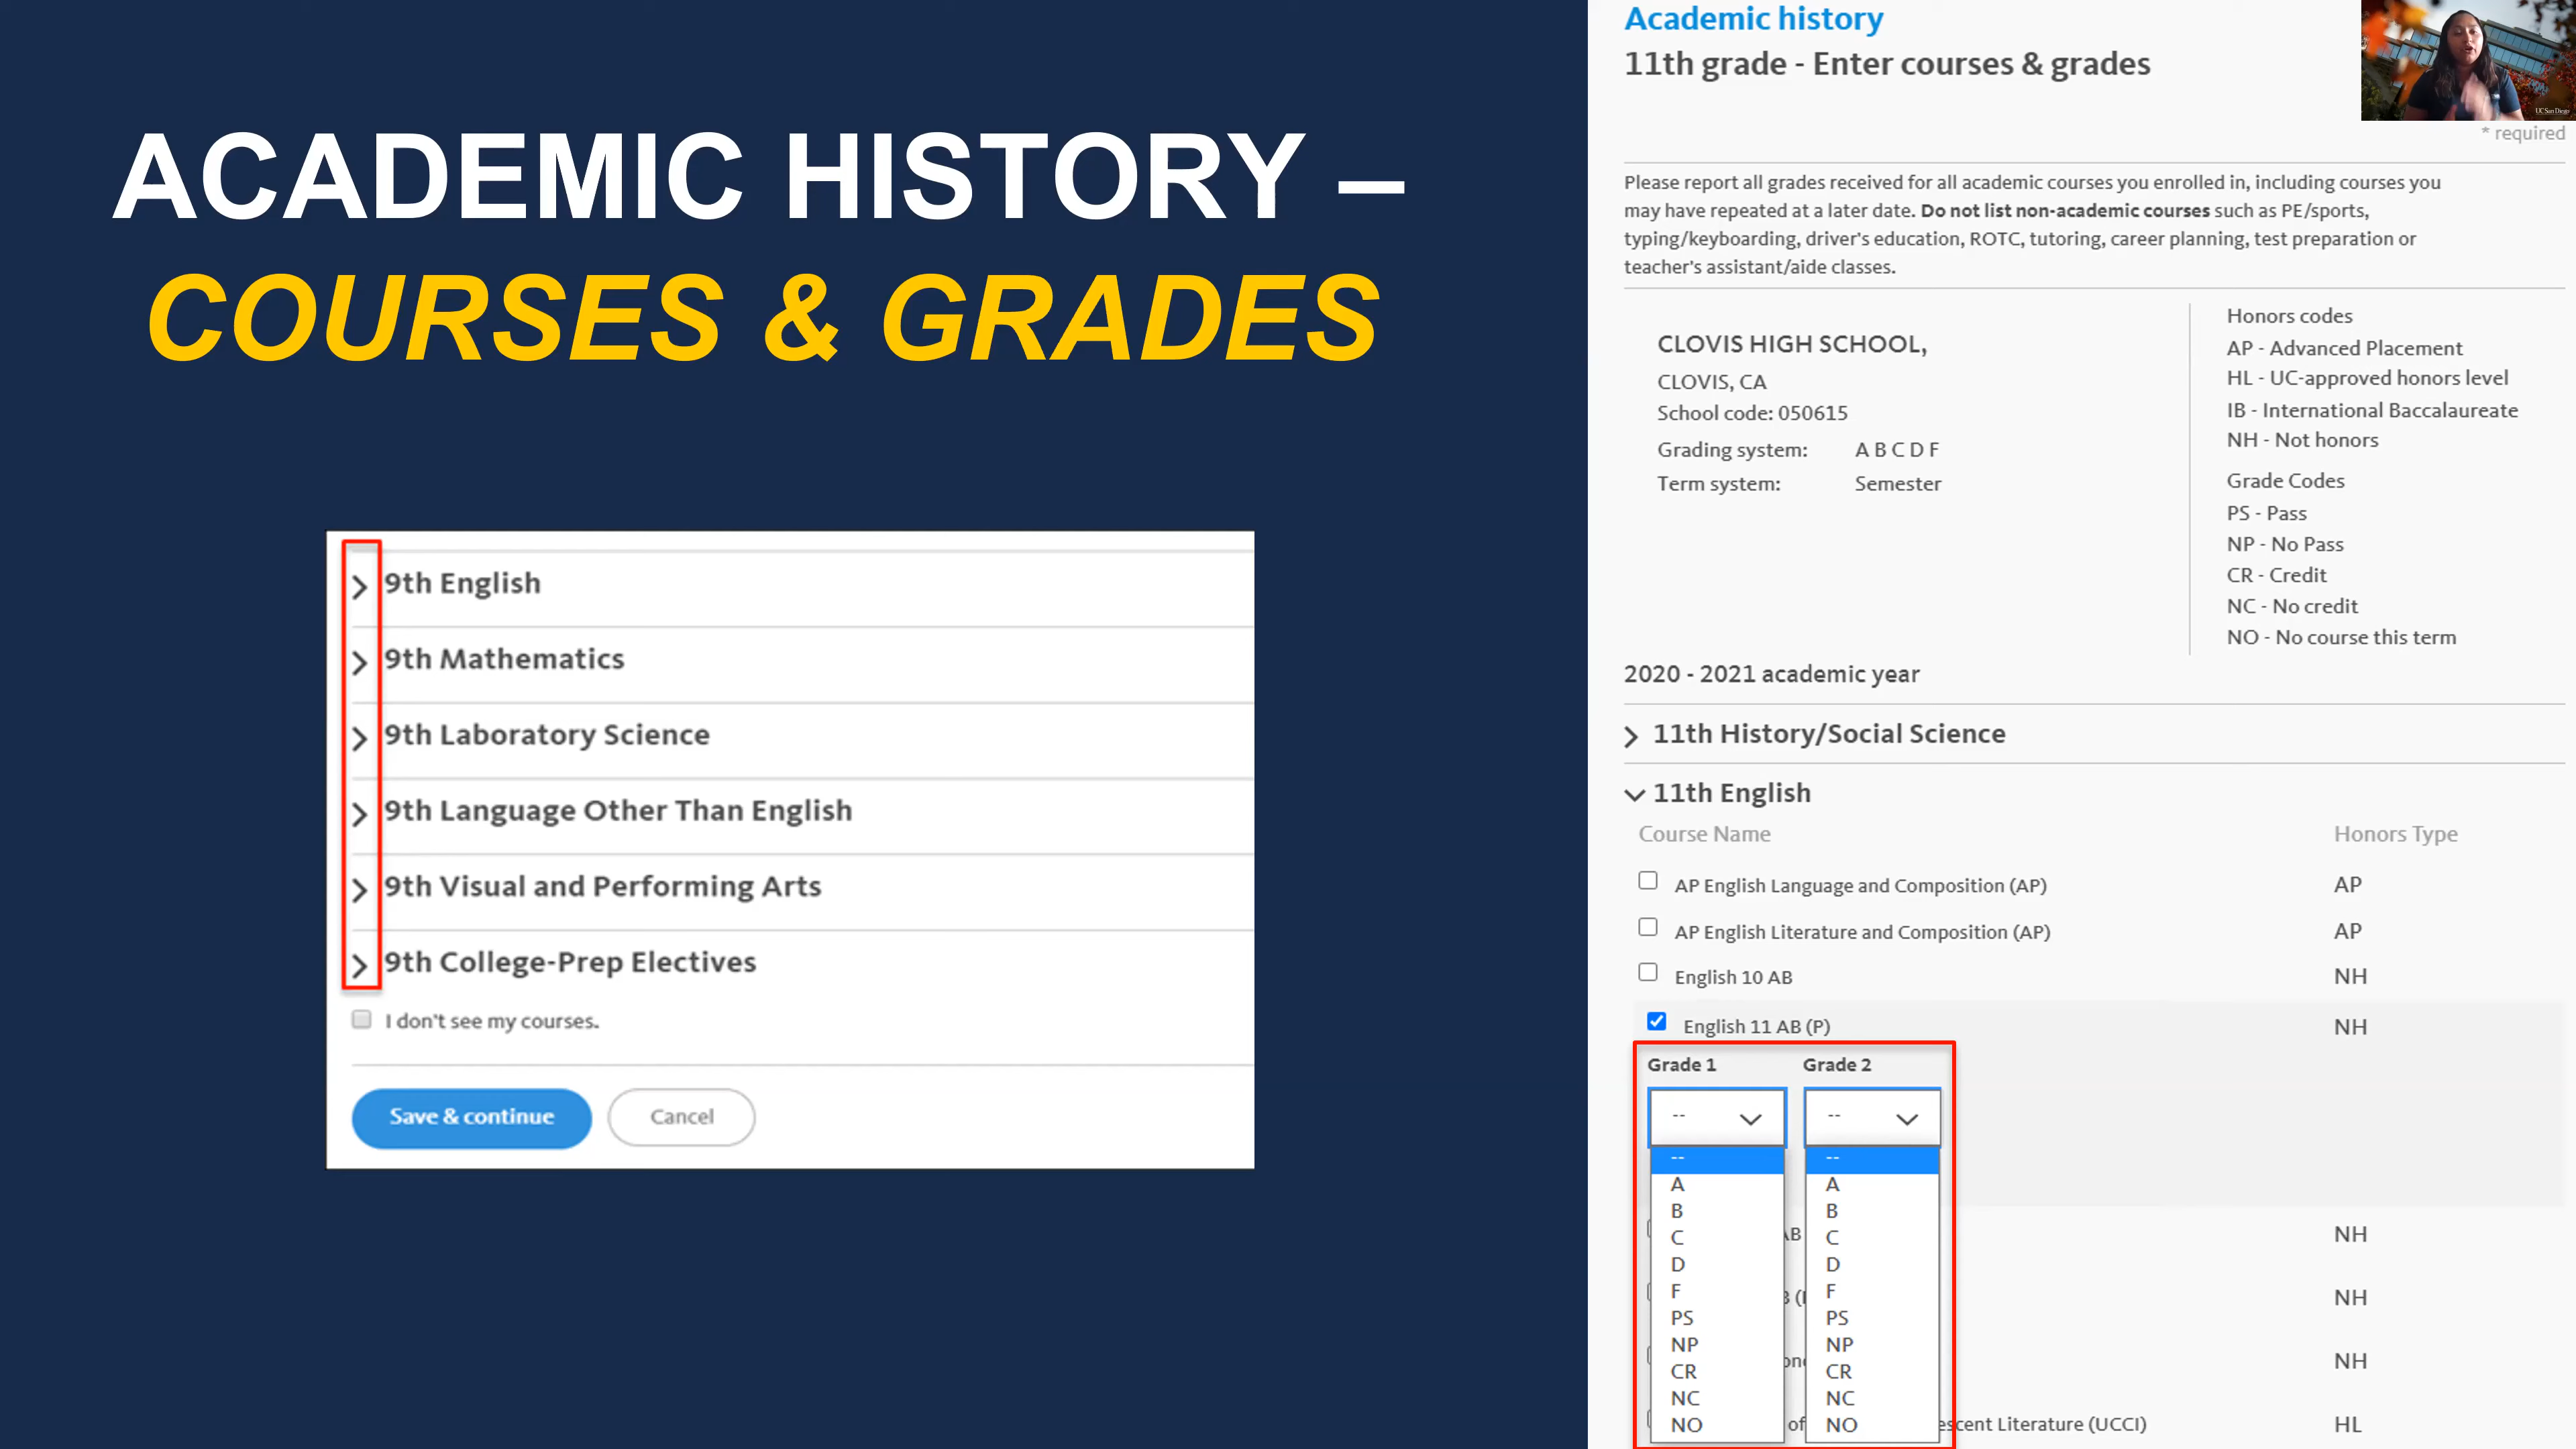 ACADEMIC HISTORY –
COURSES & GRADES
9th English
9th Mathematics
9th Laboratory Science
9th Language Other Than English
9th Visual and Performing Arts
9th College-Prep Electives
I don't see my courses.
Save & continue
Cancel
Academic history
11th grade - Enter courses & grades
UC San Diego
* required
Please report all grades received for all academic courses you enrolled in, including courses you
may have repeated at a later date. Do not list non-academic courses such as PE/sports,
typing/keyboarding, driver's education, ROTC, tutoring, career planning, test preparation or
teacher's assistant/aide classes.
CLOVIS HIGH SCHOOL,
CLOVIS, CA
School code: 050615
Grading system: A B C D F
Term system: Semester
Honors codes
AP - Advanced Placement
HL - UC-approved honors level
IB - International Baccalaureate
NH - Not honors
Grade Codes
PS - Pass
NP - No Pass
CR - Credit
NC - No credit
NO - No course this term
2020 - 2021 academic year
11th History/Social Science
11th English
Course Name Honors Type
AP English Language and Composition (AP) AP
AP English Literature and Composition (AP) AP
English 10 AB NH
English 11 AB (P) NH
Grade 1 Grade 2
-- --
-- --
A A
B B
C C
D D
F F
PS PS
NP NP
CR CR
NC NC
NO NO
AB NH
NH
NH
of Literature (UCCI) HL